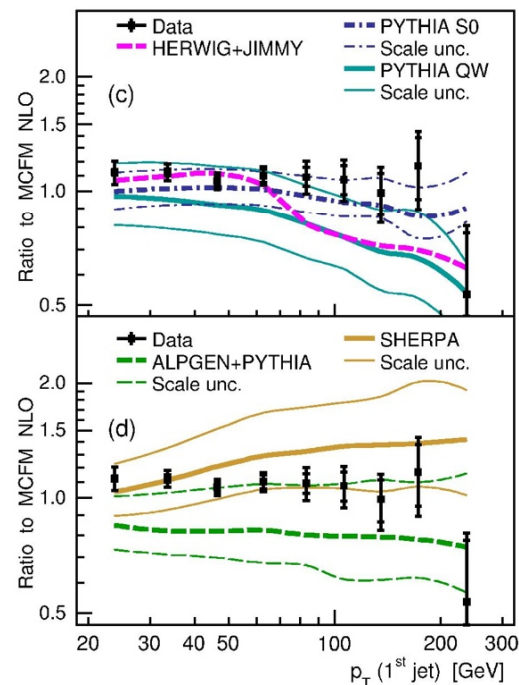 Data
HERWIG+JIMMY
PYTHIA S0
Scale unc.
PYTHIA QW
Scale unc.
(c)
2.0
1.5
1.0
0.5
Ratio to MCFM NLO
Data
ALPGEN+PYTHIA
Scale unc.
SHERPA
Scale unc.
(d)
2.0
1.5
1.0
0.5
Ratio to MCFM NLO
20 30 40 50 100 200 300
p_T (1^st jet) [GeV]